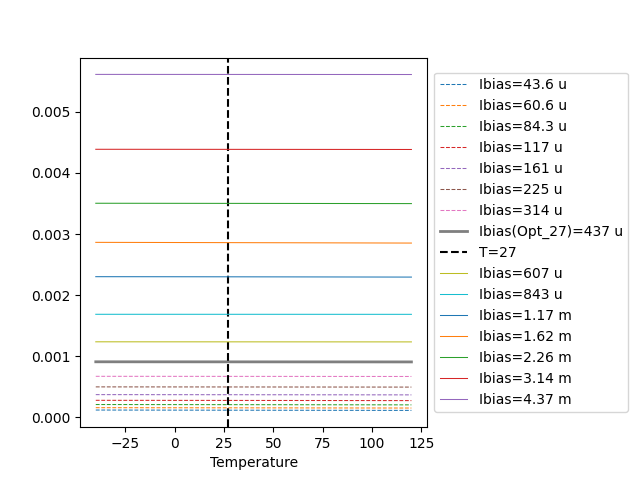 0.005
0.004
0.003
0.002
0.001
0.000
−25
0
25
50
75
100
125
Temperature
Ibias=43.6 u
Ibias=60.6 u
Ibias=84.3 u
Ibias=117 u
Ibias=161 u
Ibias=225 u
Ibias=314 u
Ibias(Opt_27)=437 u
T=27
Ibias=607 u
Ibias=843 u
Ibias=1.17 m
Ibias=1.62 m
Ibias=2.26 m
Ibias=3.14 m
Ibias=4.37 m